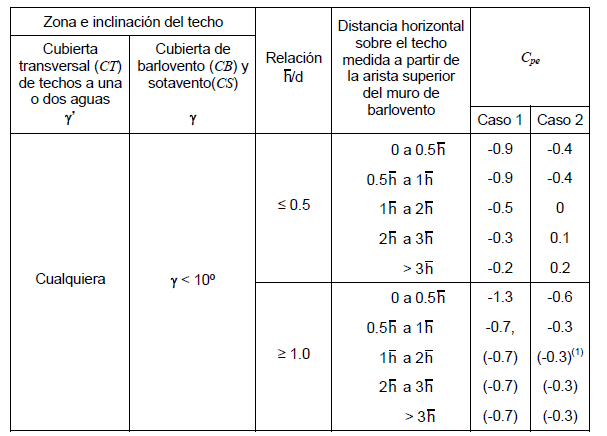 Zona e inclinación del techo
Cubierta
transversal (CT)
de techos a una
o dos aguas
γ’
Cubierta de
barlovento (CB) y
sotavento(CS)
γ
Relación
h̅/d
Distancia horizontal
sobre el techo
medida a partir de
la arista superior
del muro de
barlovento
Cpe
Caso 1 Caso 2
Cualquiera
γ < 10º
≤ 0.5
0 a 0.5h̅ -0.9 -0.4
0.5h̅ a 1h̅ -0.9 -0.4
1h̅ a 2h̅ -0.5 0
2h̅ a 3h̅ -0.3 0.1
> 3h̅ -0.2 0.2
≥ 1.0
0 a 0.5h̅ -1.3 -0.6
0.5h̅ a 1h̅ -0.7, -0.3
1h̅ a 2h̅ (-0.7) (-0.3)(1)
2h̅ a 3h̅ (-0.7) (-0.3)
> 3h̅ (-0.7) (-0.3)